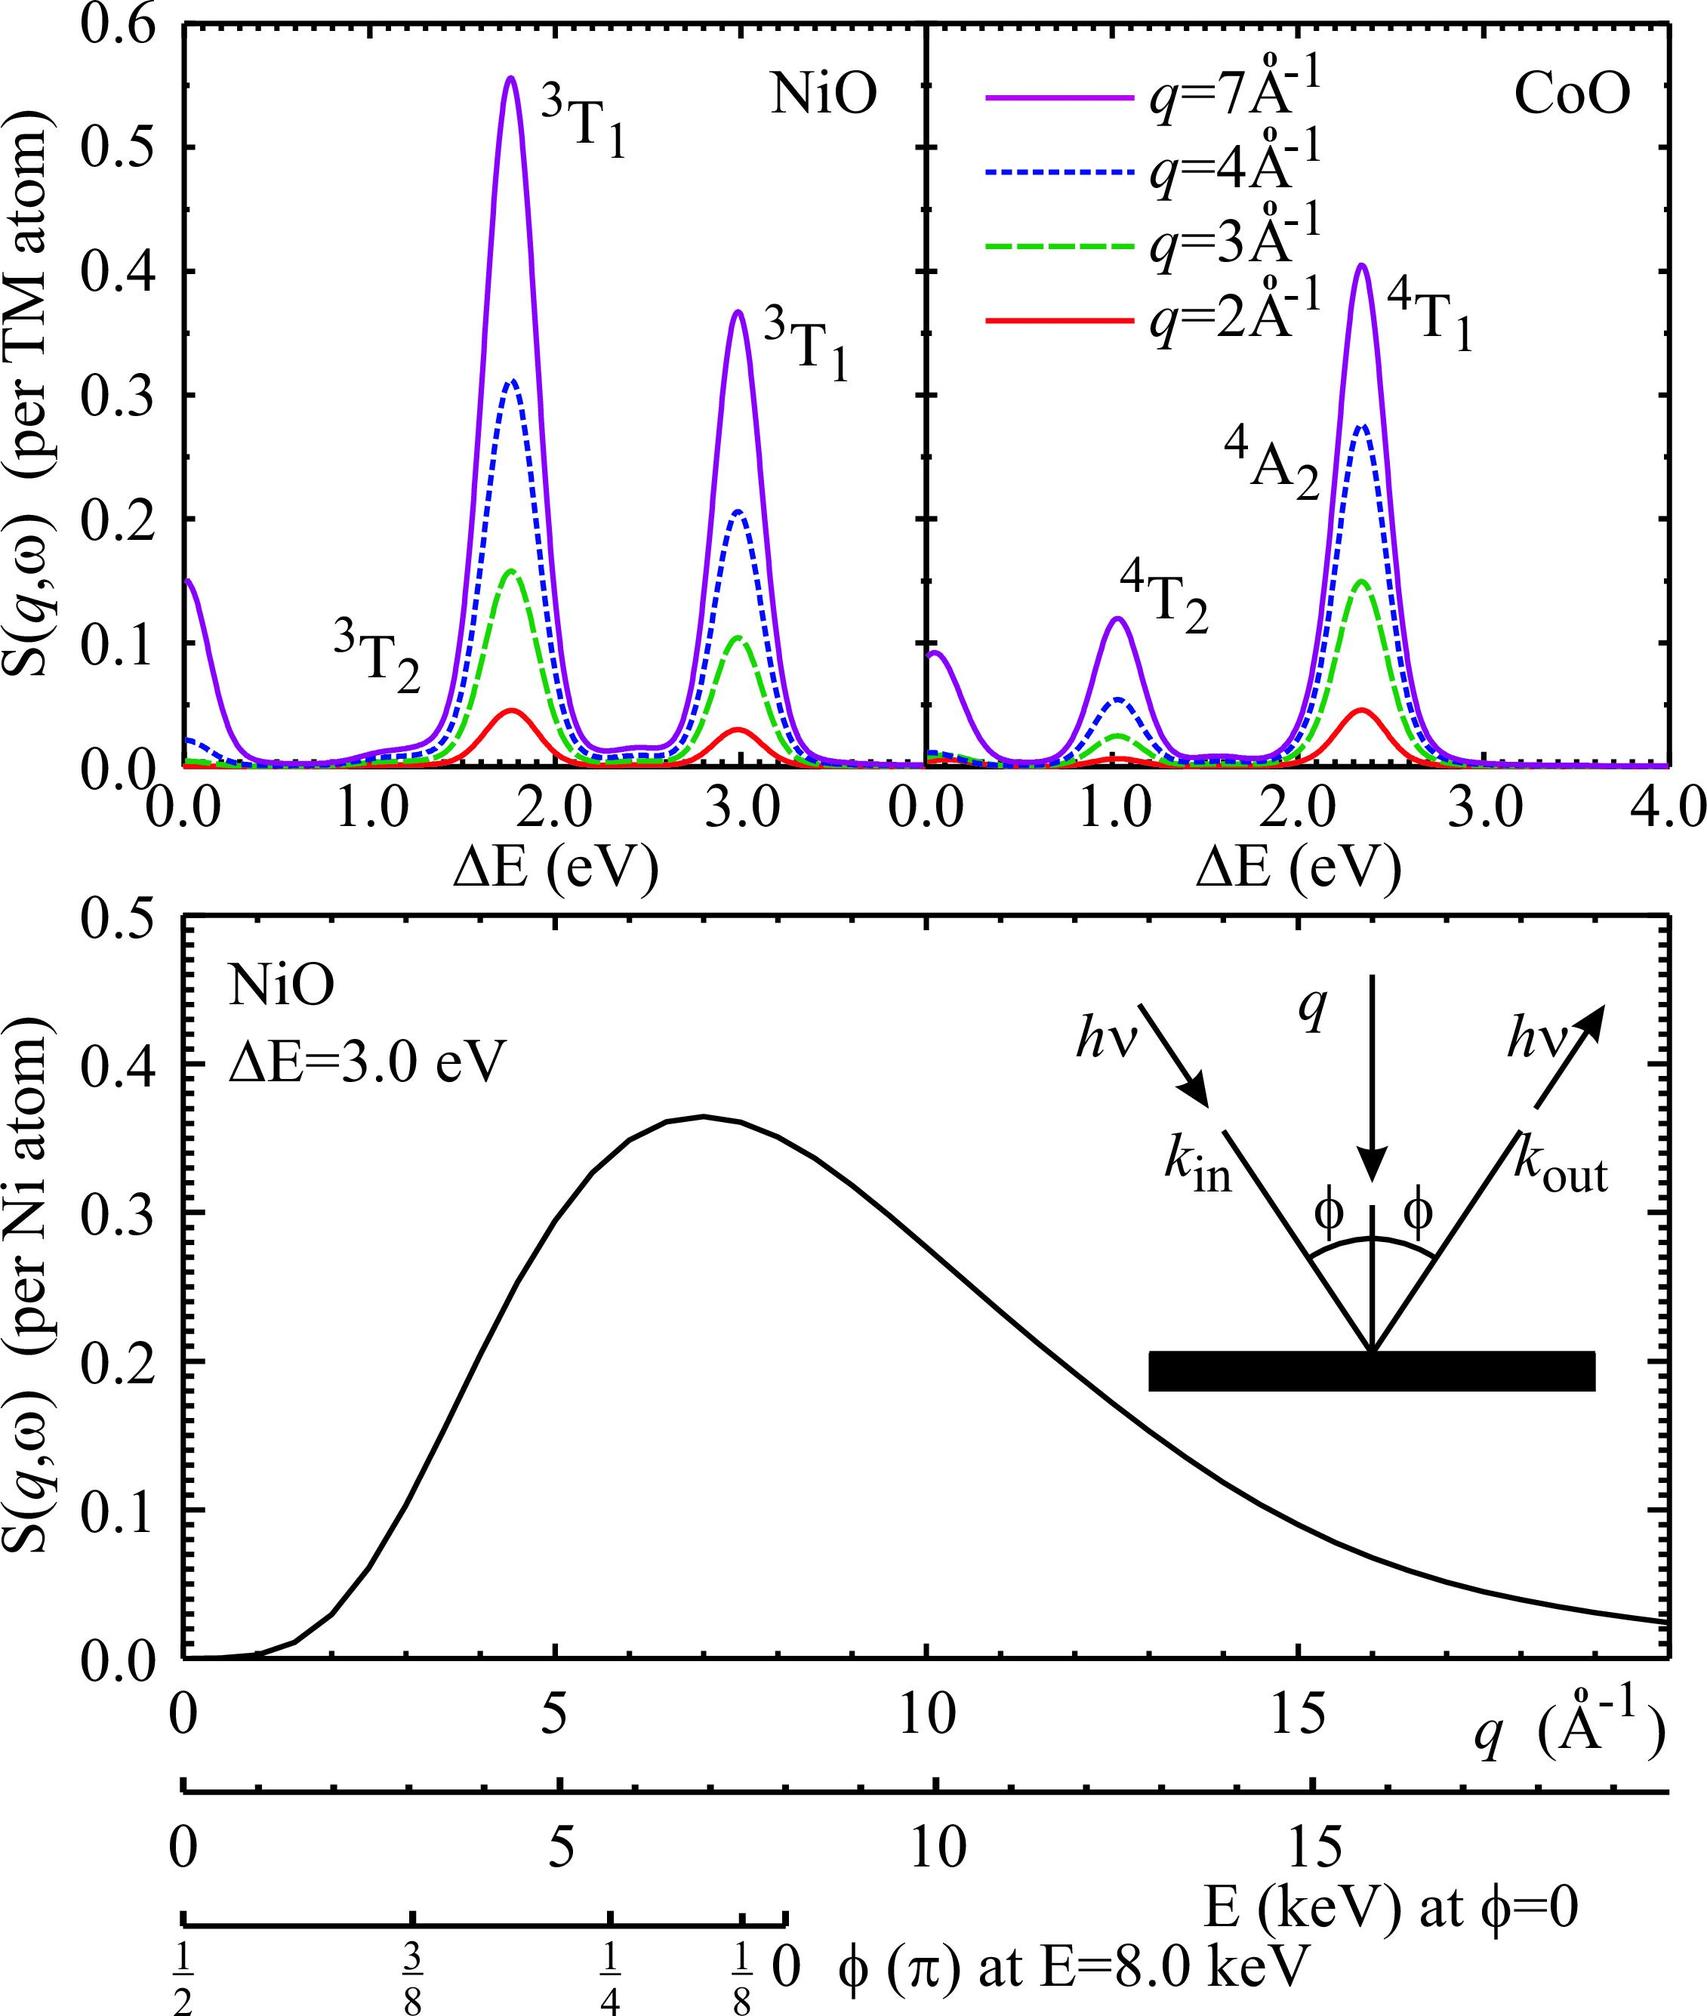 0.6
0.5
0.4
0.3
0.2
0.1
0.0
S(q,ω) (per TM atom)
NiO
³T₁
³T₁
³T₂
0.0 1.0 2.0 3.0
ΔE (eV)
q=7Å⁻¹
q=4Å⁻¹
q=3Å⁻¹
q=2Å⁻¹
CoO
⁴T₁
⁴A₂
⁴T₂
0.0 1.0 2.0 3.0 4.0
ΔE (eV)
0.5
0.4
0.3
0.2
0.1
0.0
S(q,ω) (per Ni atom)
NiO
ΔE=3.0 eV
hν q hν
k_in k_out
ϕ ϕ
0 5 10 15 q (Å⁻¹)
0 5 10 15
E (keV) at ϕ=0
1/2 3/8 1/4 1/8 0 ϕ (π) at E=8.0 keV